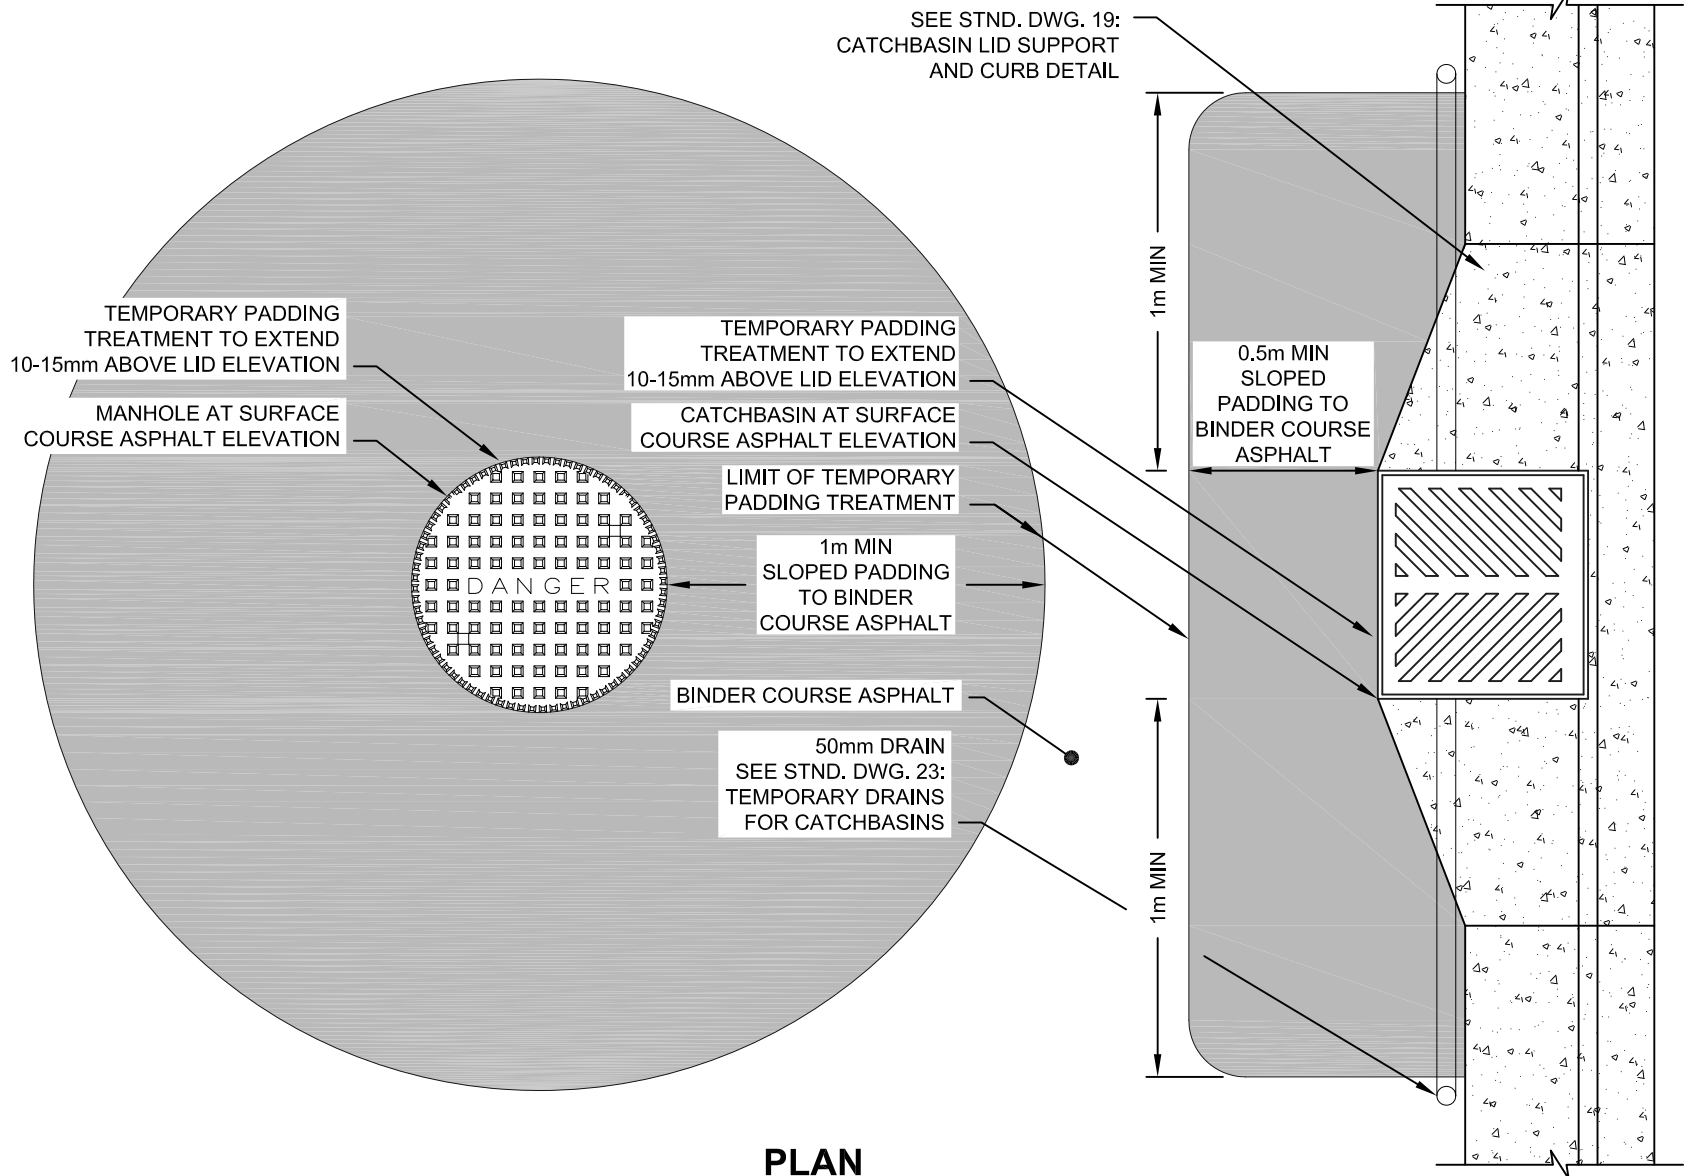 SEE STND. DWG. 19:
CATCHBASIN LID SUPPORT
AND CURB DETAIL
TEMPORARY PADDING
TREATMENT TO EXTEND
10-15mm ABOVE LID ELEVATION
MANHOLE AT SURFACE
COURSE ASPHALT ELEVATION
TEMPORARY PADDING
TREATMENT TO EXTEND
10-15mm ABOVE LID ELEVATION
CATCHBASIN AT SURFACE
COURSE ASPHALT ELEVATION
LIMIT OF TEMPORARY
PADDING TREATMENT
1m MIN
SLOPED PADDING
TO BINDER
COURSE ASPHALT
DANGER
BINDER COURSE ASPHALT
50mm DRAIN
SEE STND. DWG. 23:
TEMPORARY DRAINS
FOR CATCHBASINS
1m MIN
0.5m MIN
SLOPED
PADDING TO
BINDER COURSE
ASPHALT
1m MIN
PLAN